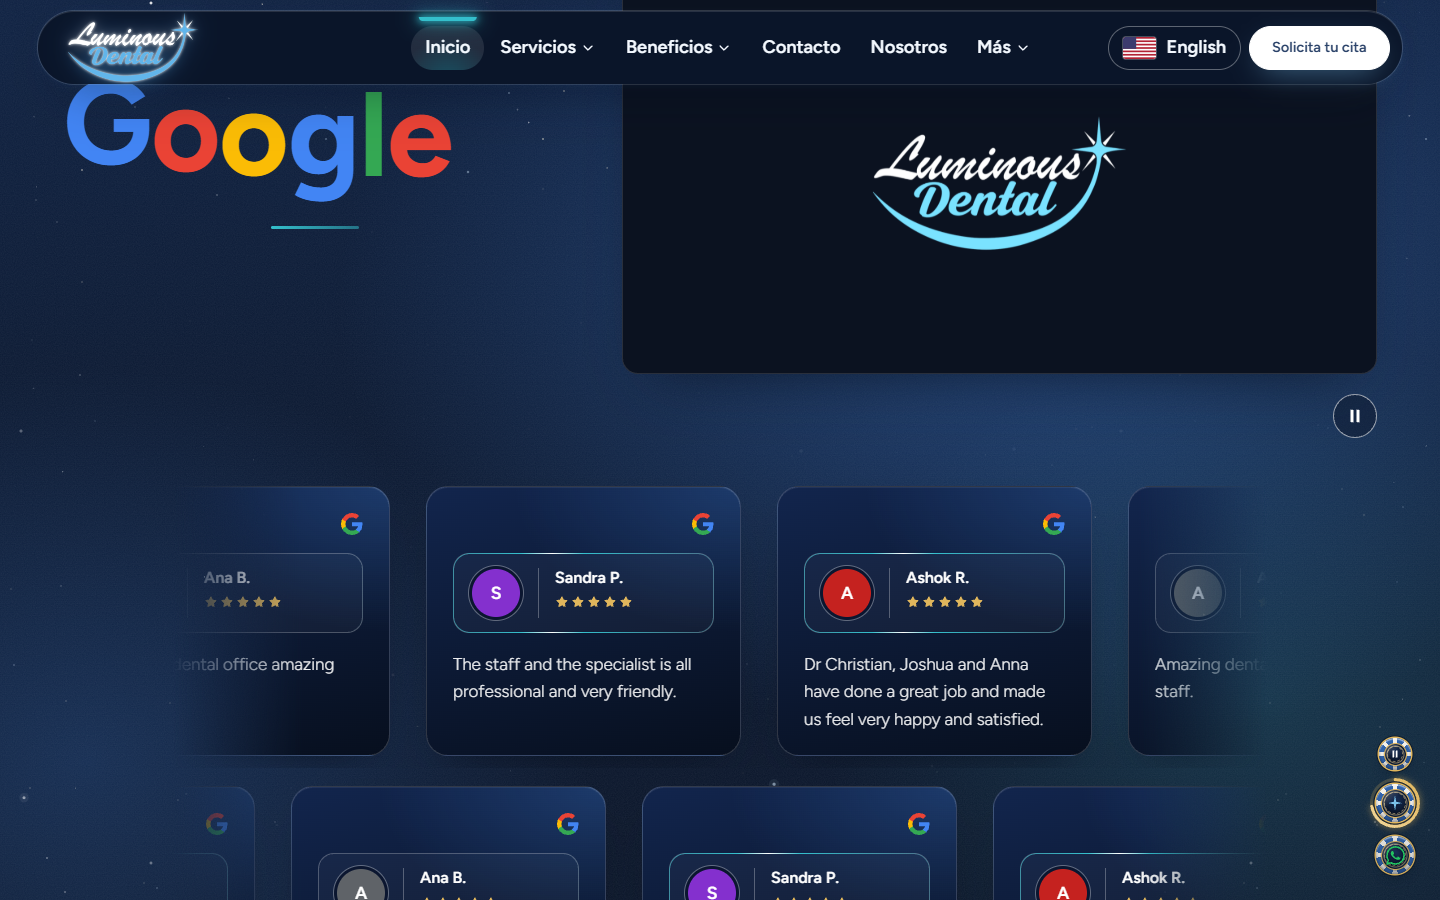 Luminous
Dental
Inicio
Servicios
Beneficios
Contacto
Nosotros
Más
English
Solicita tu cita
Google
Luminous
Dental
Ana B.
dental office amazing
Sandra P.
S
The staff and the specialist is all
professional and very friendly.
Ashok R.
A
Dr Christian, Joshua and Anna
have done a great job and made
us feel very happy and satisfied.
A
Amazing
staff.
A
Ana B.
S
Sandra P.
A
Ashok R.